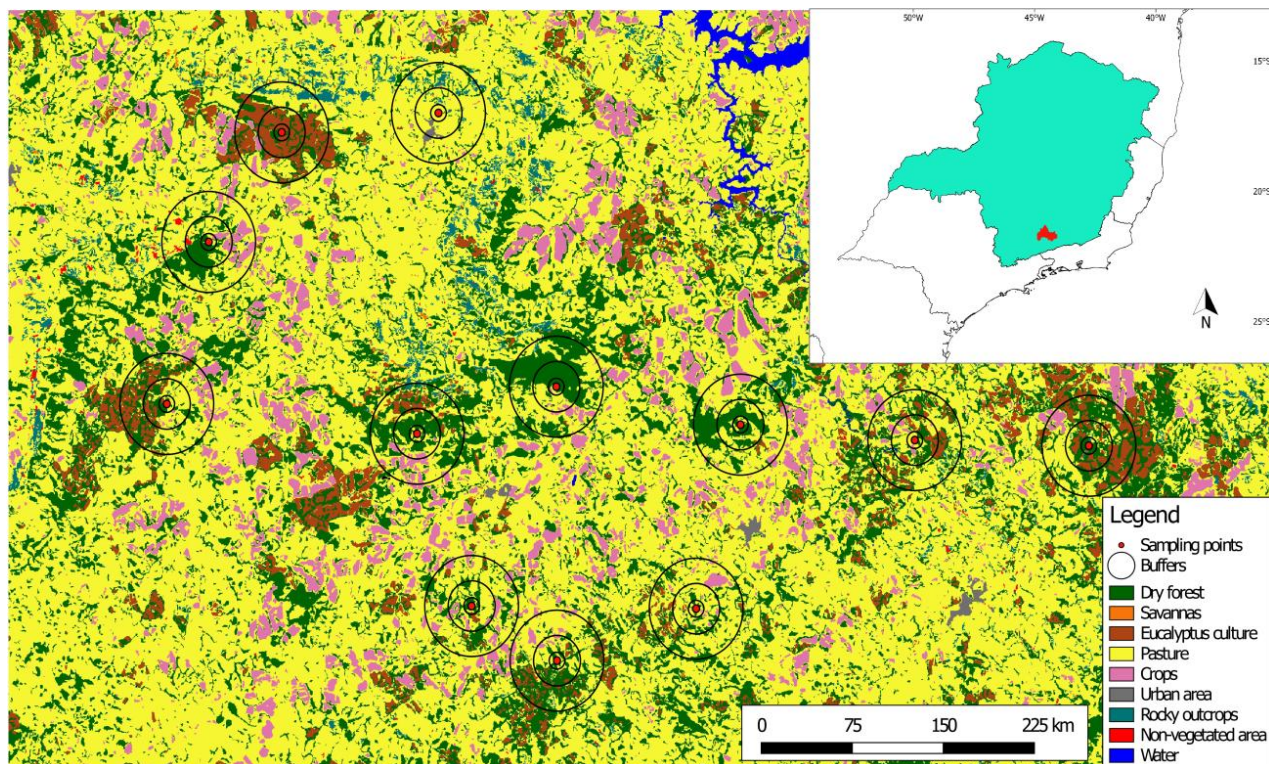 50°W 45°W 40°W
15°S
20°S
25°S
N
Legend
Sampling points
Buffers
Dry forest
Savannas
Eucalyptus culture
Pasture
Crops
Urban area
Rocky outcrops
Non-vegetated area
Water
0 75 150 225 km